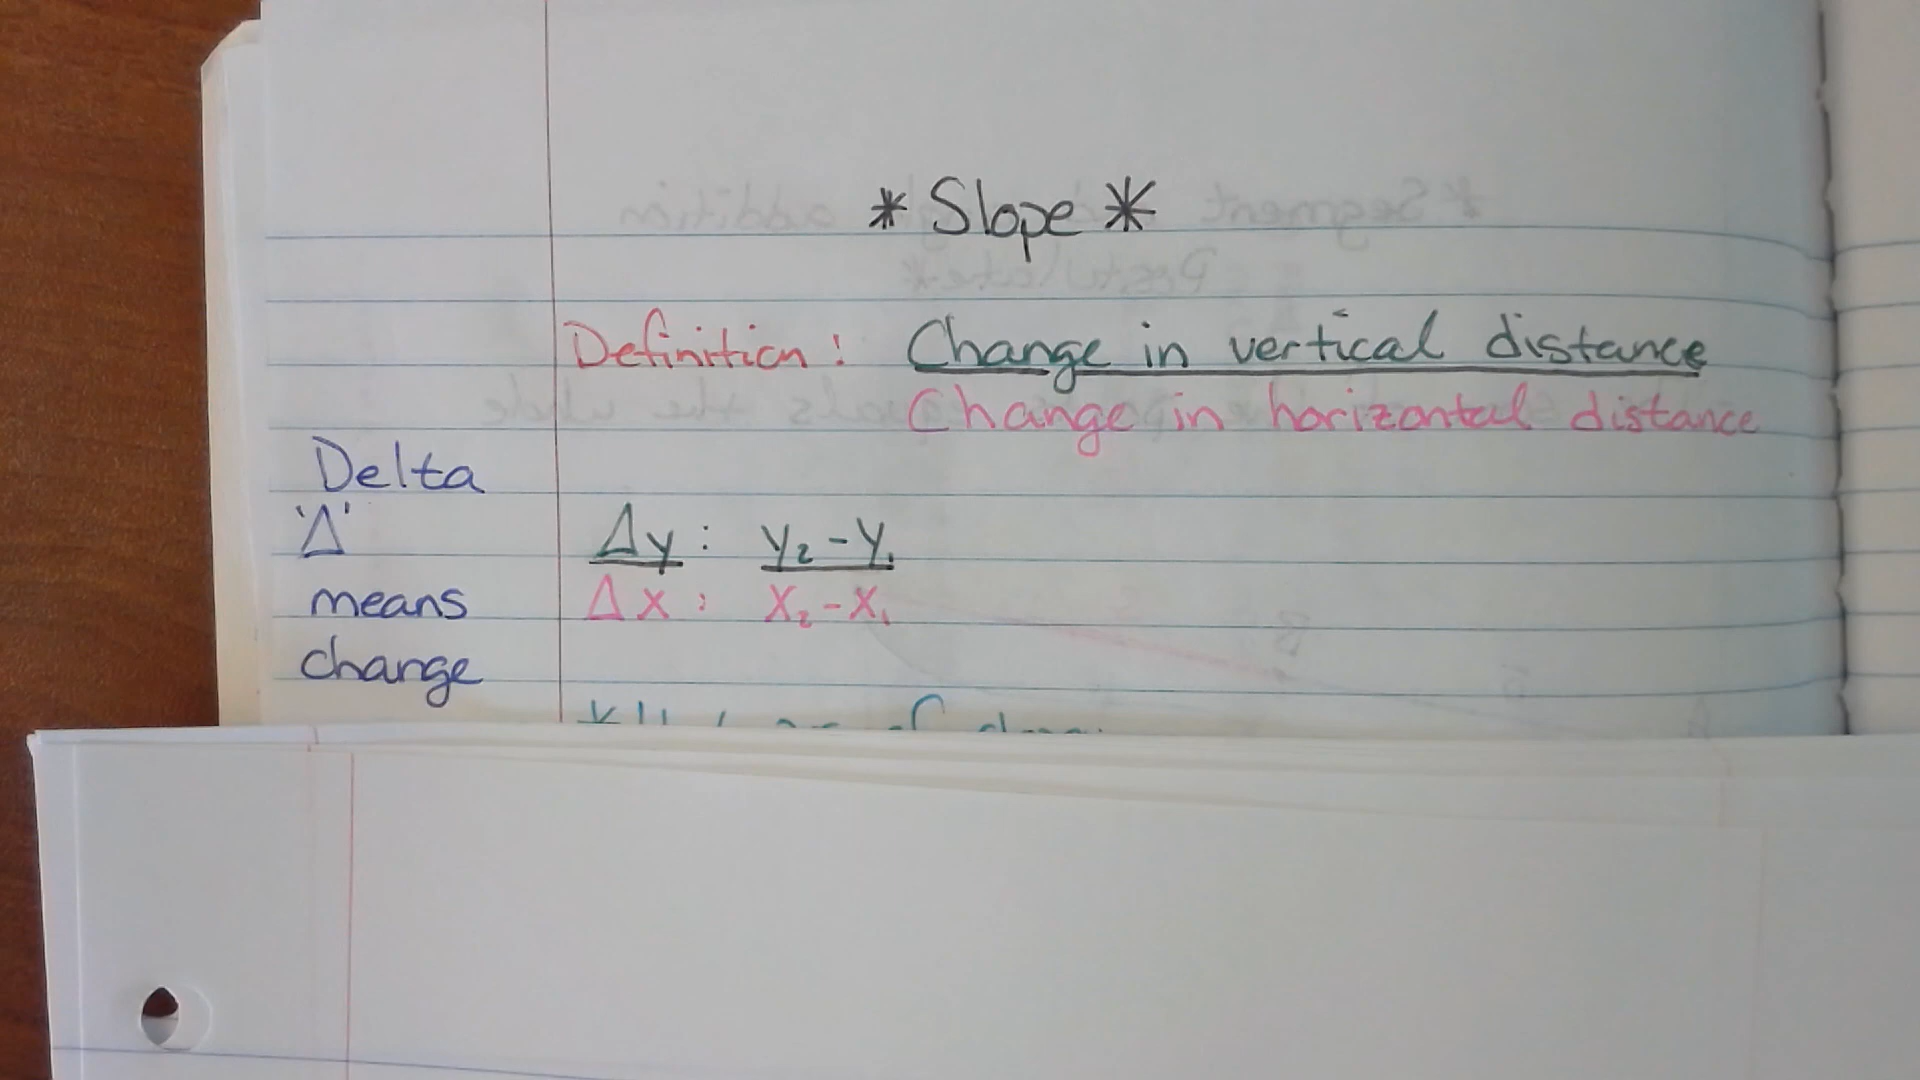 * Slope *
Definition: Change in vertical distance
Change in horizontal distance
Delta
'Δ'
means
change
Δy : y₂-y₁
Δx : x₂-x₁